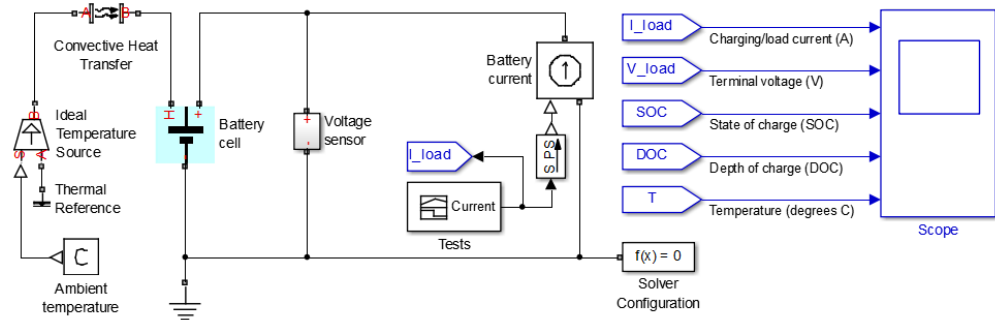 A B
Convective Heat
Transfer
B
S A
Ideal
Temperature
Source
Thermal
Reference
C
Ambient
temperature
H +
-
Battery
cell
+
-
Voltage
sensor
Battery
current
I_load
S PS
Current
Tests
f(x) = 0
Solver
Configuration
I_load
Charging/load current (A)
V_load
Terminal voltage (V)
SOC
State of charge (SOC)
DOC
Depth of charge (DOC)
T
Temperature (degrees C)
Scope